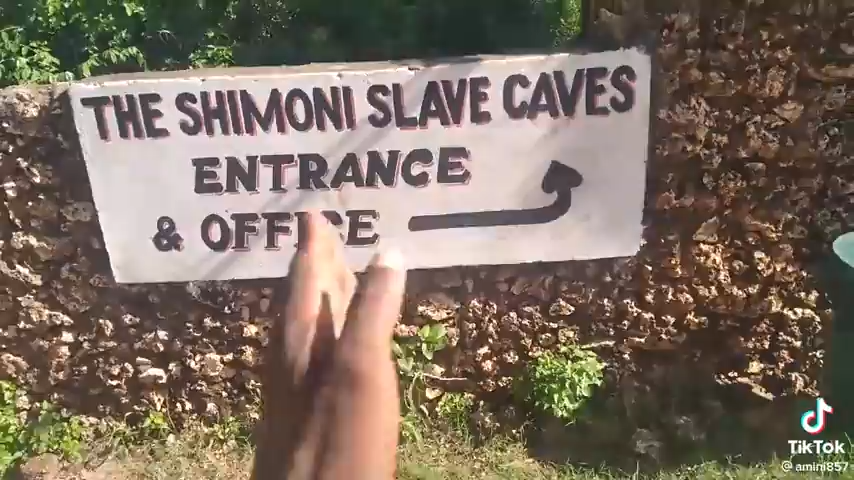 THE SHIMONI SLAVE CAVES
ENTRANCE
& OFFICE
TikTok
@amini857